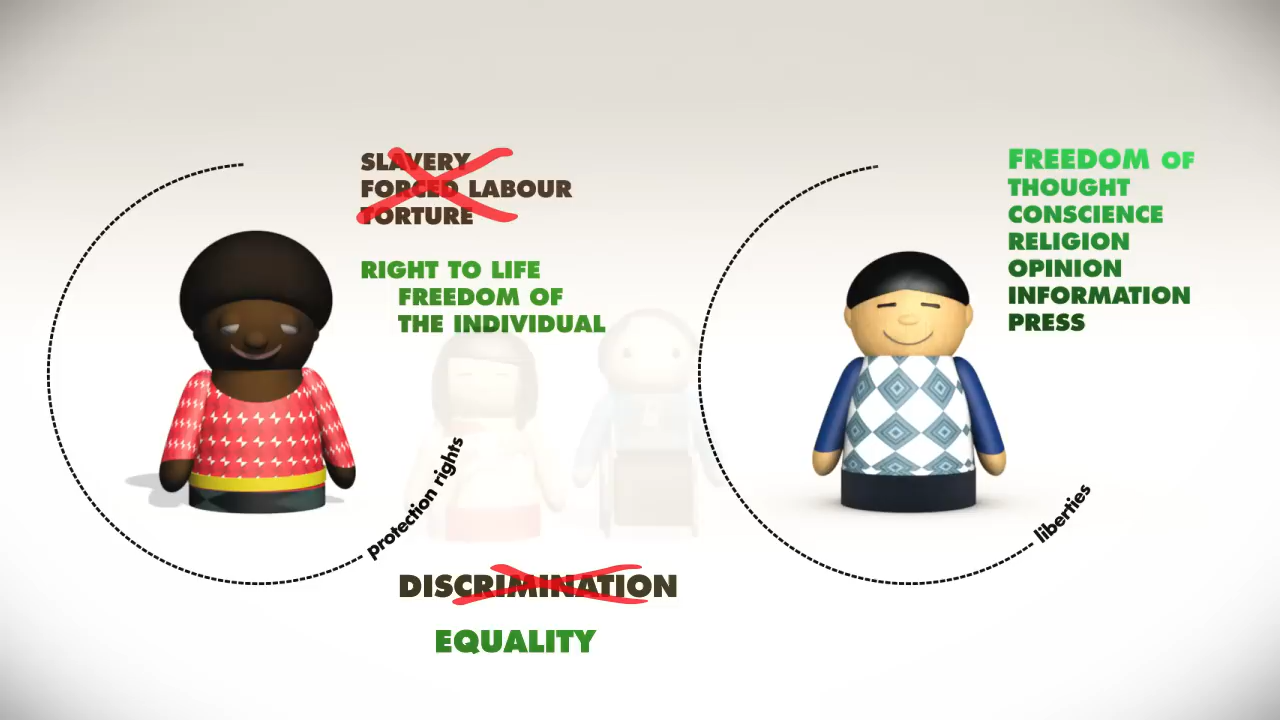 SLAVERY
FORCED LABOUR
TORTURE
RIGHT TO LIFE
FREEDOM OF
THE INDIVIDUAL
protection rights
FREEDOM OF
THOUGHT
CONSCIENCE
RELIGION
OPINION
INFORMATION
PRESS
liberties
DISCRIMINATION
EQUALITY